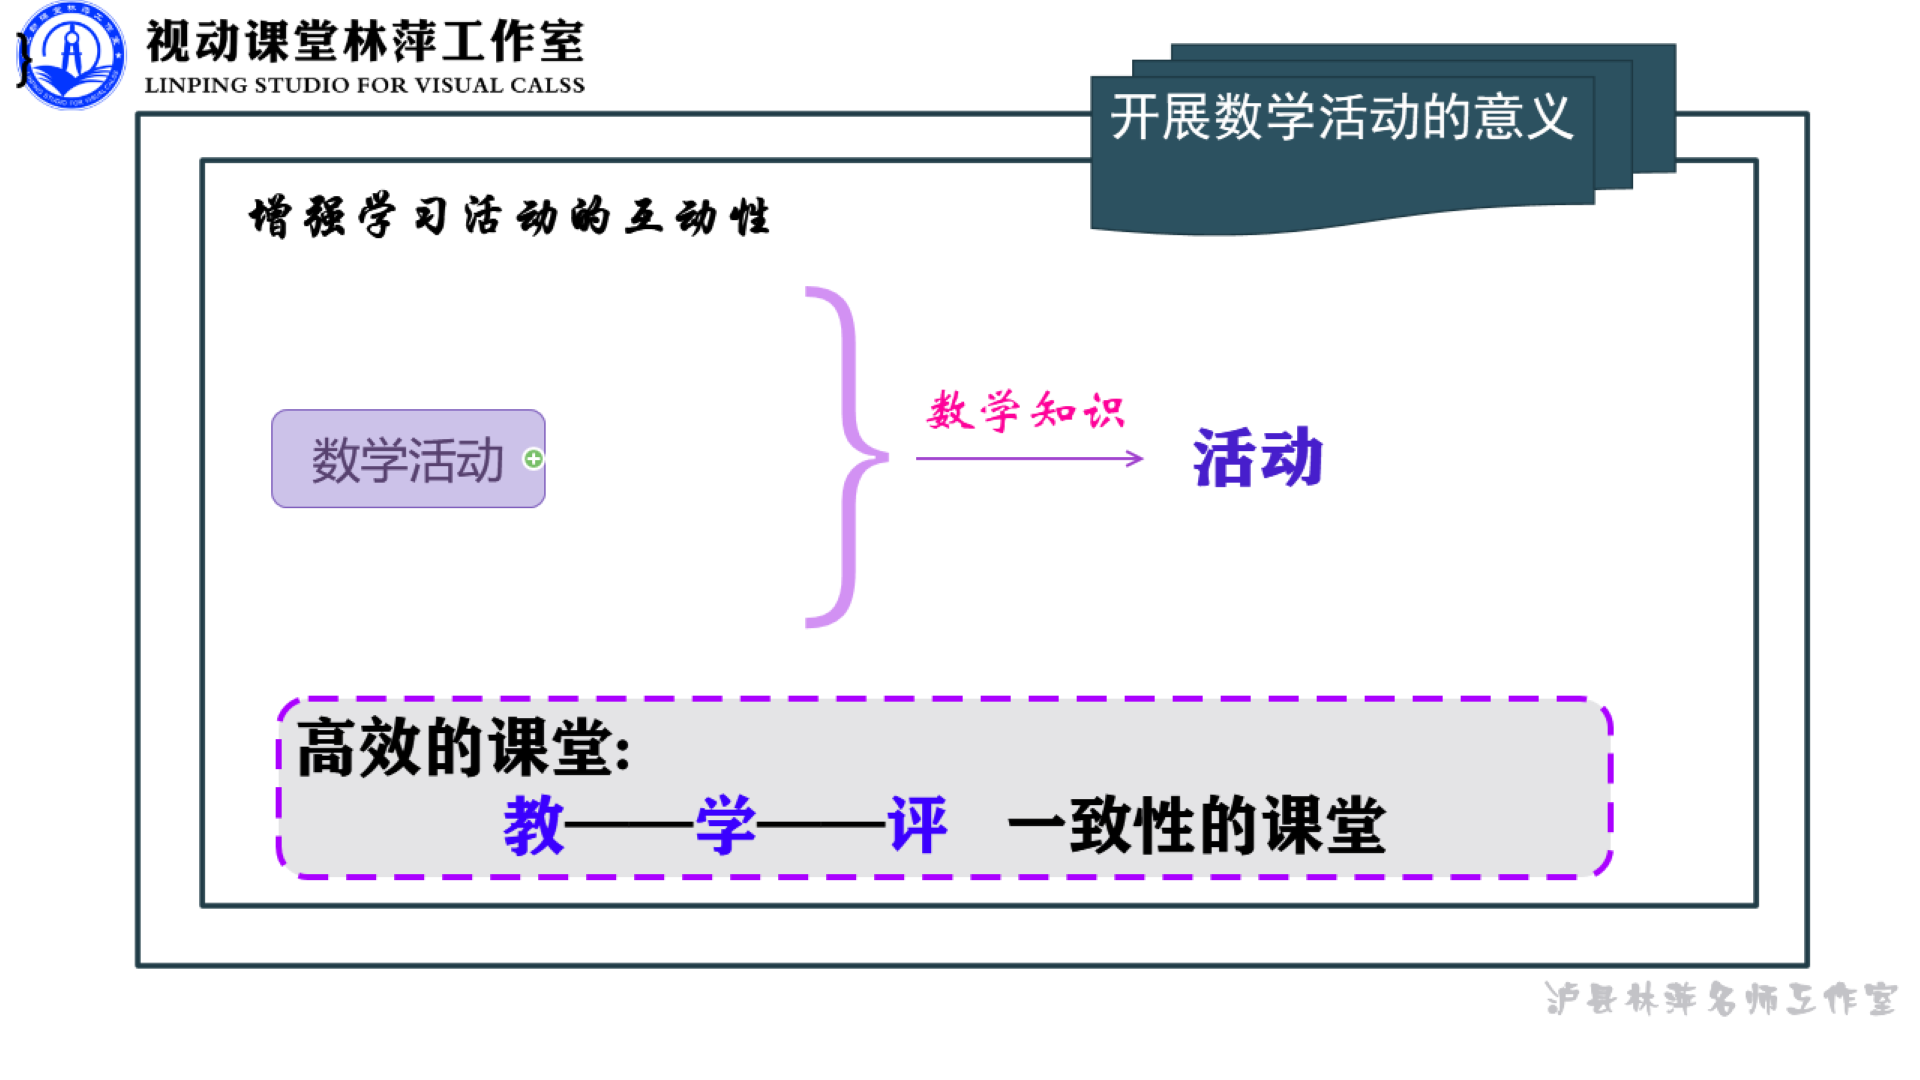 视动课堂林萍工作室
LINPING STUDIO FOR VISUAL CALSS
开展数学活动的意义
增强学习活动的互动性
数学活动
数学知识
活动
高效的课堂:
教——学——评 一致性的课堂
泸县林萍名师工作室